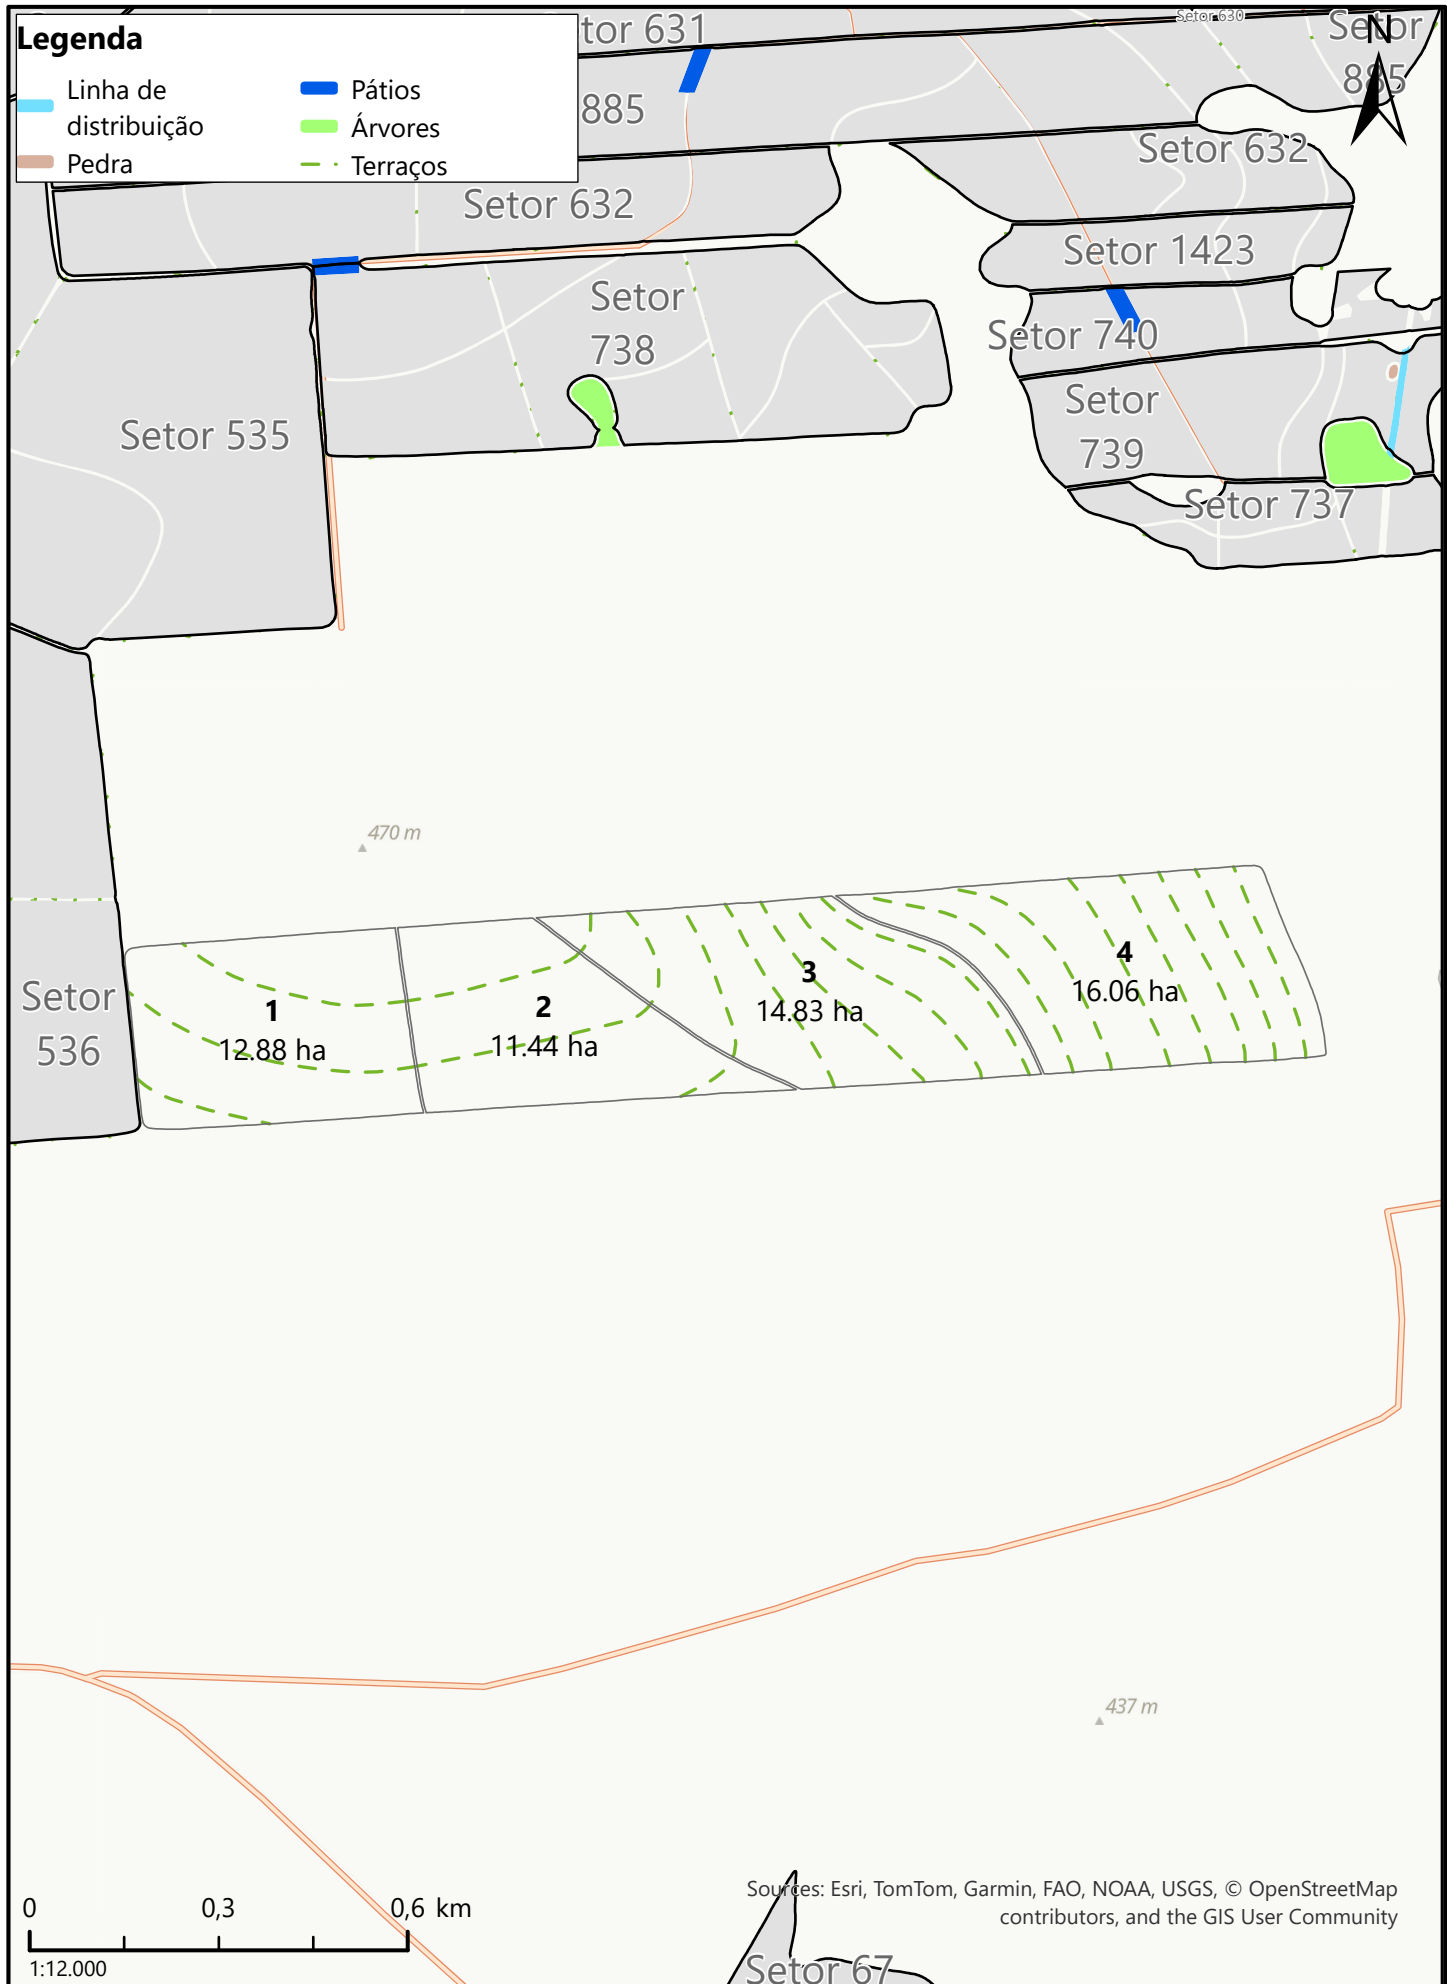 Legenda
Linha de
distribuição
Pedra
Pátios
Árvores
Terraços
tor 631
885
Setor 630
Setor
885
N
Setor 632
Setor 632
Setor 1423
Setor
738
Setor 740
Setor
739
Setor 535
Setor 737
470 m
Setor
536
1
12.88 ha
2
11.44 ha
3
14.83 ha
4
16.06 ha
437 m
0
0,3
0,6 km
1:12.000
Sources: Esri, TomTom, Garmin, FAO, NOAA, USGS, © OpenStreetMap
contributors, and the GIS User Community
Setor 67